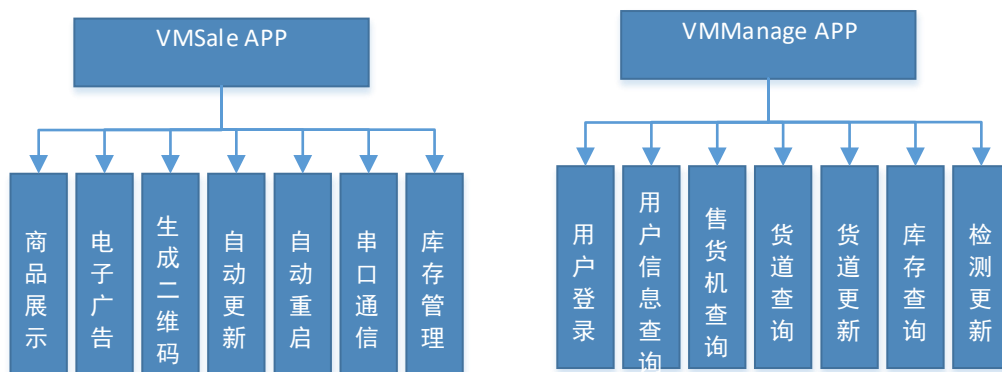 VMSale APP
VMManage APP
商品展示
电子广告
生成二维码
自动更新
自动重启
串口通信
库存管理
用户登录
用户信息查询
售货机查询
货道查询
货道更新
库存查询
检测更新